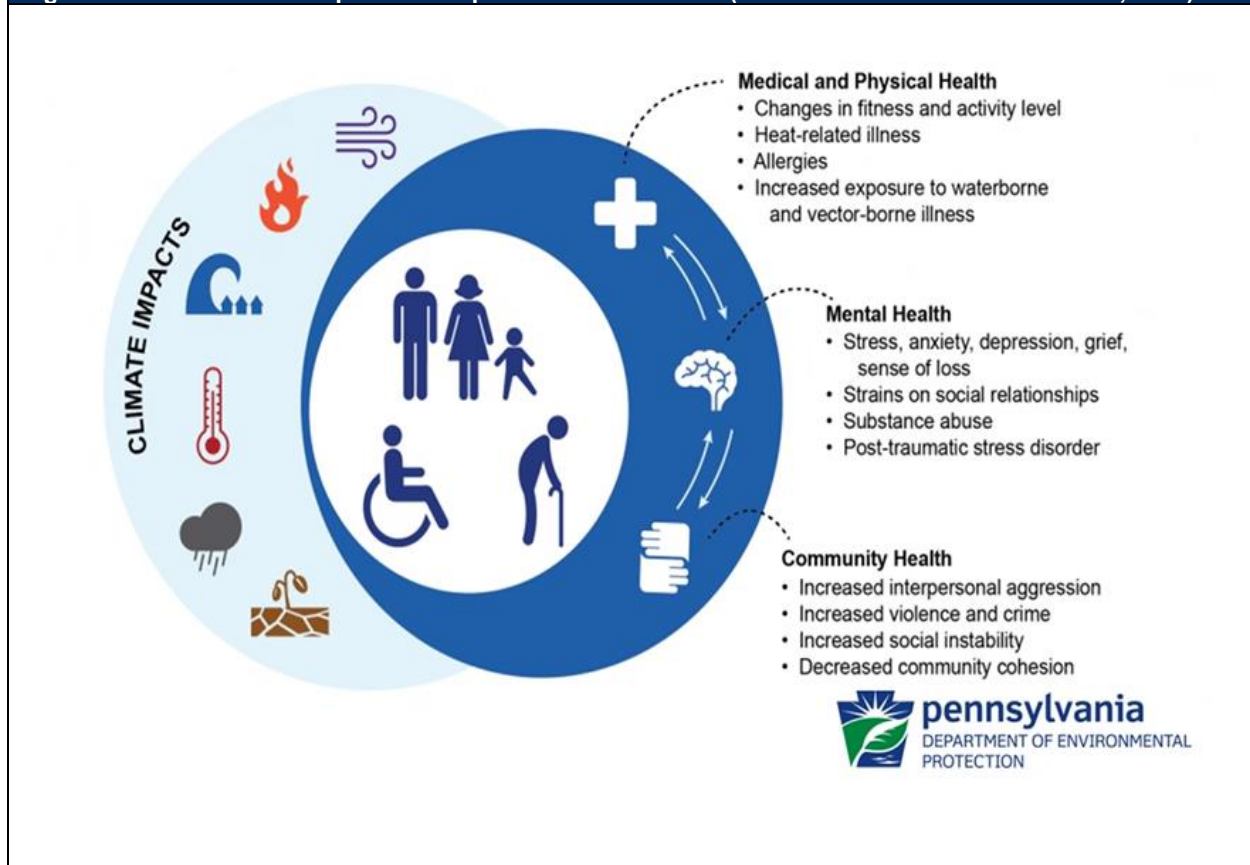 CLIMATE IMPACTS
Medical and Physical Health
• Changes in fitness and activity level
• Heat-related illness
• Allergies
• Increased exposure to waterborne
and vector-borne illness
Mental Health
• Stress, anxiety, depression, grief,
sense of loss
• Strains on social relationships
• Substance abuse
• Post-traumatic stress disorder
Community Health
• Increased interpersonal aggression
• Increased violence and crime
• Increased social instability
• Decreased community cohesion
pennsylvania
DEPARTMENT OF ENVIRONMENTAL
PROTECTION